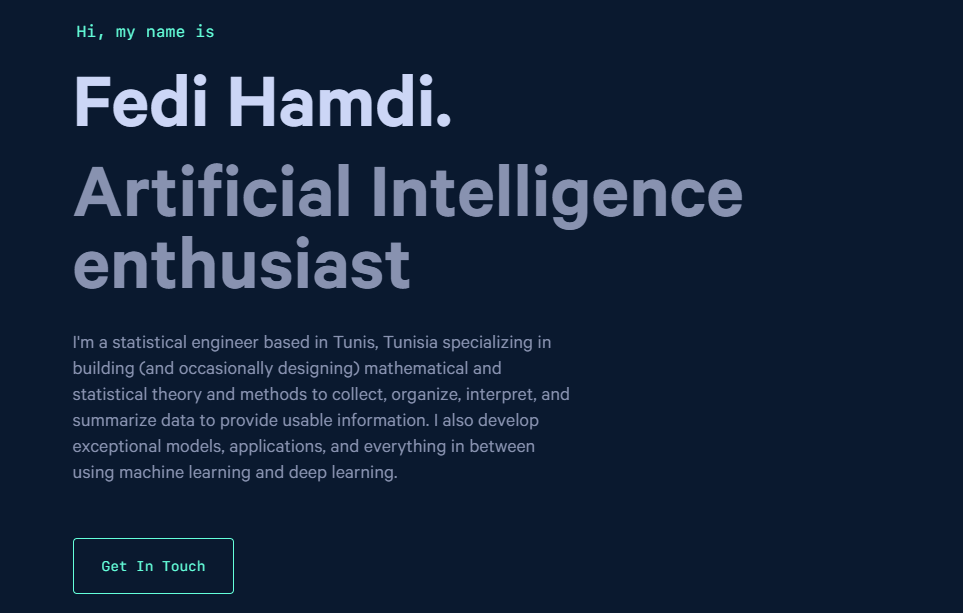 Hi, my name is
Fedi Hamdi.
Artificial Intelligence
enthusiast
I'm a statistical engineer based in Tunis, Tunisia specializing in
building (and occasionally designing) mathematical and
statistical theory and methods to collect, organize, interpret, and
summarize data to provide usable information. I also develop
exceptional models, applications, and everything in between
using machine learning and deep learning.
Get In Touch